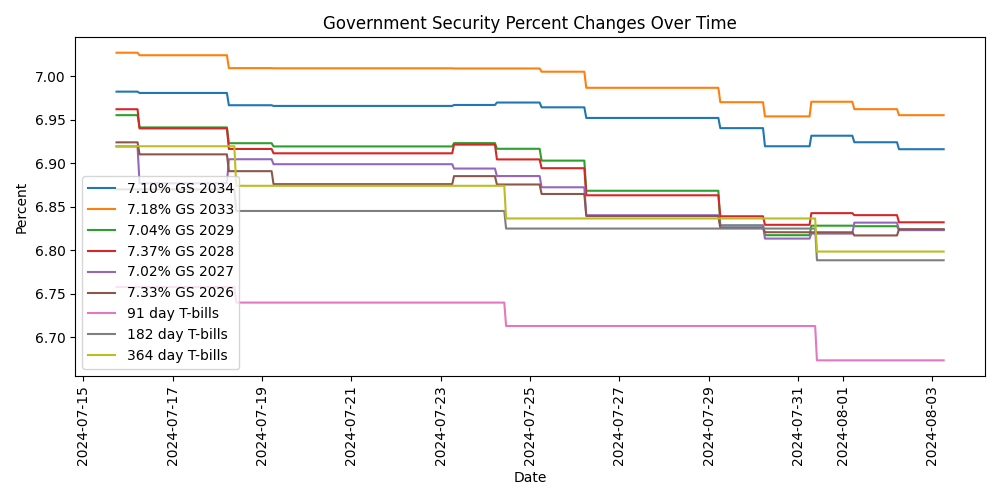 Government Security Percent Changes Over Time
Percent
7.00
6.95
6.90
6.85
6.80
6.75
6.70
7.10% GS 2034
7.18% GS 2033
7.04% GS 2029
7.37% GS 2028
7.02% GS 2027
7.33% GS 2026
91 day T-bills
182 day T-bills
364 day T-bills
2024-07-15
2024-07-17
2024-07-19
2024-07-21
2024-07-23
2024-07-25
2024-07-27
2024-07-29
2024-07-31
2024-08-01
2024-08-03
Date